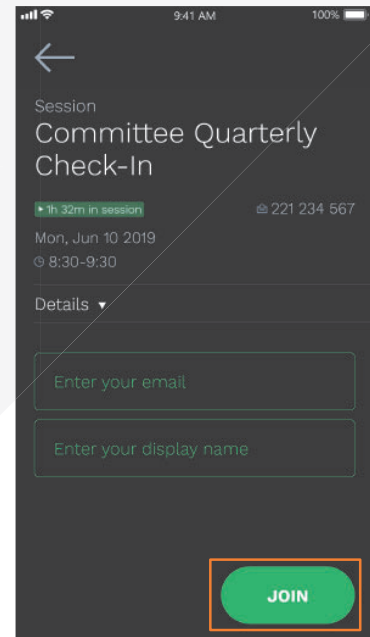 9:41 AM 100%
Session
Committee Quarterly
Check-In
1h 32m in session 221 234 567
Mon, Jun 10 2019
8:30-9:30
Details ▼
Enter your email
Enter your display name
JOIN